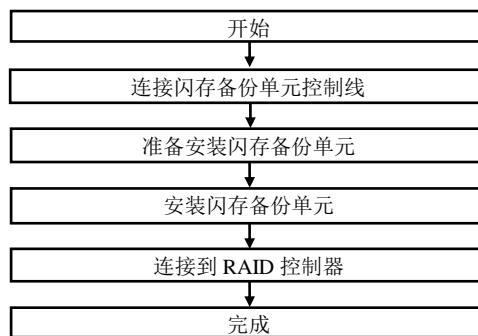 开始
连接闪存备份单元控制线
准备安装闪存备份单元
安装闪存备份单元
连接到 RAID 控制器
完成